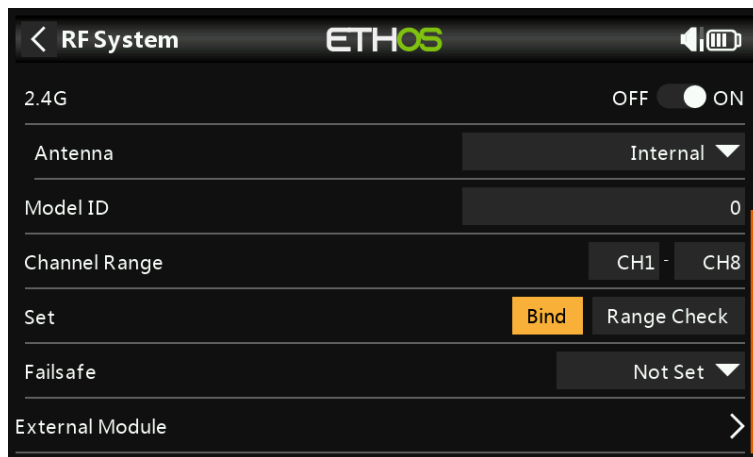 RF System
ETHOS
2.4G OFF ON
Antenna Internal
Model ID 0
Channel Range CH1 - CH8
Set Bind Range Check
Failsafe Not Set
External Module